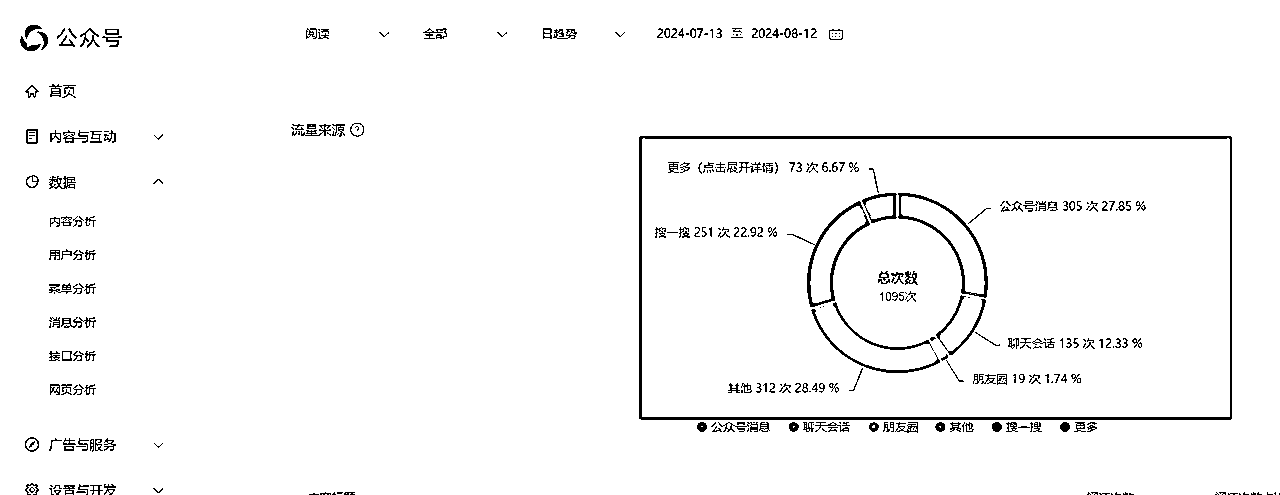 公众号
阅读 全部 日趋势 2024-07-13 至 2024-08-12
首页
内容与互动
数据
内容分析
用户分析
菜单分析
消息分析
接口分析
网页分析
广告与服务
设置与开发
流量来源
更多（点击展开详情） 73 次 6.67 %
公众号消息 305 次 27.85 %
搜一搜 251 次 22.92 %
总次数
1095次
聊天会话 135 次 12.33 %
朋友圈 19 次 1.74 %
其他 312 次 28.49 %
公众号消息 聊天会话 朋友圈 其他 搜一搜 更多